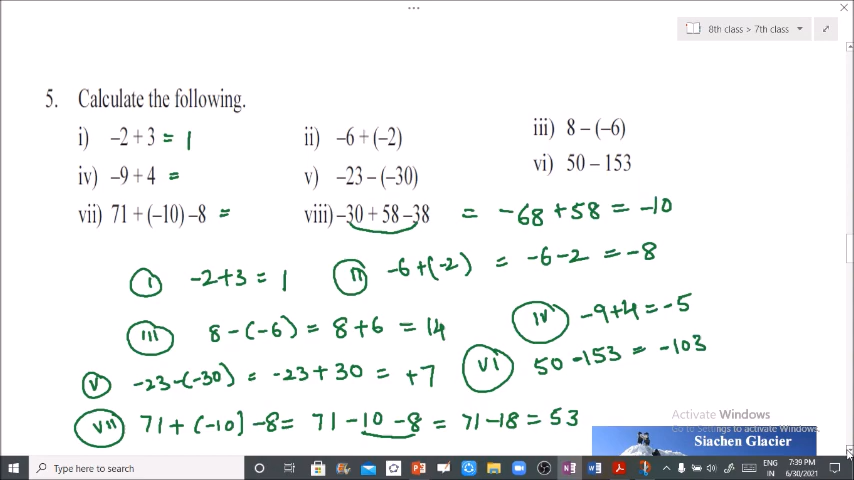 8th class > 7th class
5. Calculate the following.
i) –2 + 3 = 1 ii) –6 + (–2) iii) 8 – (–6)
iv) –9 + 4 = v) –23 – (–30) vi) 50 – 153
vii) 71 + (–10) –8 = viii) –30 + 58 –38 = -68 +58 = -10
i -2+3 = 1 ii -6+(-2) = -6-2 = -8
iii 8-(-6) = 8+6 = 14 iv -9+4 = -5
v -23-(-30) = -23+30 = +7 vi 50 -153 = -103
vii 71 + (-10] -8 = 71 -10 -8 = 71-18 = 53
Activate Windows
Go to Settings to activate Windows.
Siachen Glacier
Type here to search
ENG 7:39 PM
IN 6/30/2021